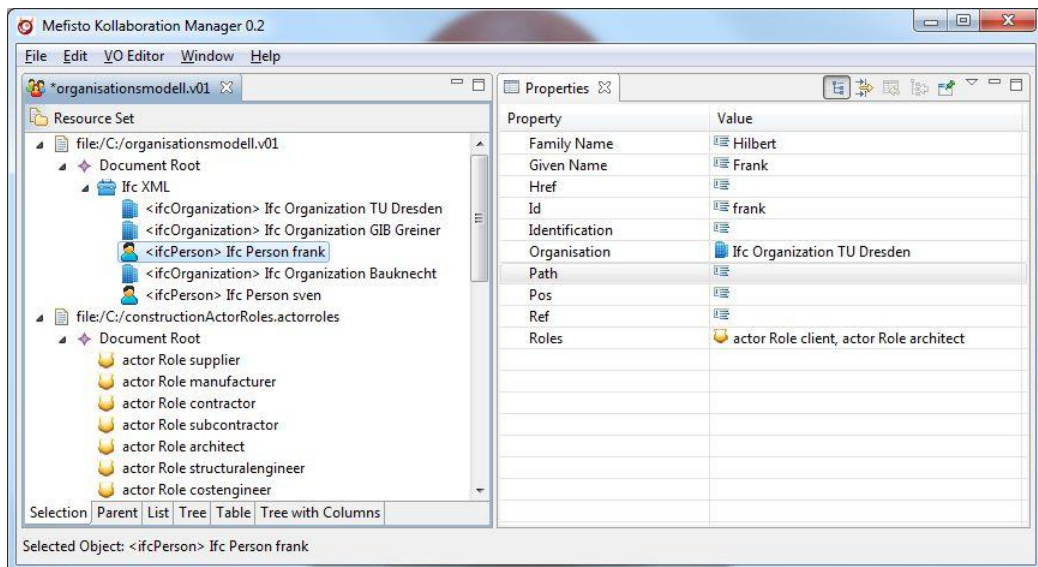 Mefisto Kollaboration Manager 0.2
File Edit VO Editor Window Help
*organisationsmodell.v01
Resource Set
file:/C:/organisationsmodell.v01
Document Root
Ifc XML
<ifcOrganization> Ifc Organization TU Dresden
<ifcOrganization> Ifc Organization GIB Greiner
<ifcPerson> Ifc Person frank
<ifcOrganization> Ifc Organization Bauknecht
<ifcPerson> Ifc Person sven
file:/C:/constructionActorRoles.actorroles
Document Root
actor Role supplier
actor Role manufacturer
actor Role contractor
actor Role subcontractor
actor Role architect
actor Role structuralengineer
actor Role costengineer
Selection Parent List Tree Table Tree with Columns
Properties
Property Value
Family Name Hilbert
Given Name Frank
Href
Id frank
Identification
Organisation Ifc Organization TU Dresden
Path
Pos
Ref
Roles actor Role client, actor Role architect
Selected Object: <ifcPerson> Ifc Person frank